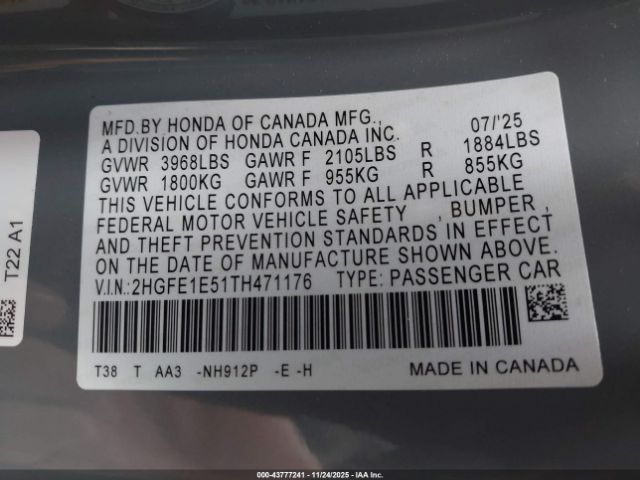 MFD.BY HONDA OF CANADA MFG., 07/'25
A DIVISION OF HONDA CANADA INC.
GVWR 3968LBS GAWR F 2105LBS R 1884LBS
GVWR 1800KG GAWR F 955KG R 855KG
THIS VEHICLE CONFORMS TO ALL APPLICABLE
FEDERAL MOTOR VEHICLE SAFETY , BUMPER ,
AND THEFT PREVENTION STANDARDS IN EFFECT
ON THE DATE OF MANUFACTURE SHOWN ABOVE.
V.I.N.:2HGFE1E51TH471176 TYPE: PASSENGER CAR
T38 T AA3 -NH912P -E -H MADE IN CANADA
T22 A1
000-43777241 - 11/24/2025 - IAA Inc.